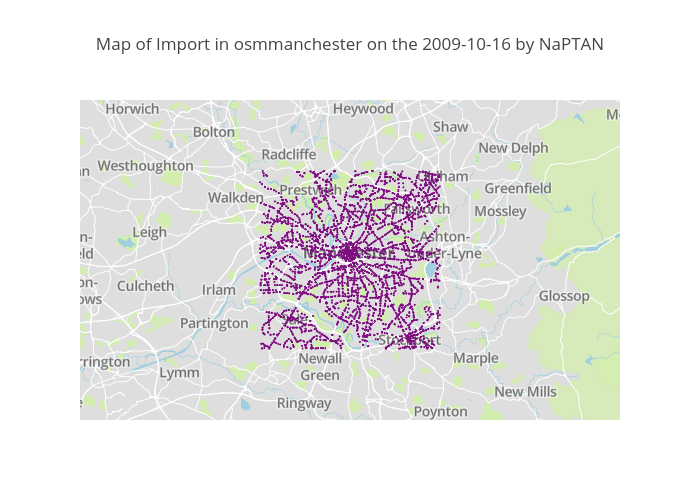 Map of Import in osmmanchester on the 2009-10-16 by NaPTAN
Horwich
Heywood
Bolton
Shaw
New Delph
Radcliffe
Westhoughton
Prestwich
Oldham
Greenfield
Walkden
Failsworth
Mossley
Leigh
Ashton-
Manchester
Under-Lyne
Culcheth
Irlam
Glossop
Partington
Sale
Stockport
Newall
Green
Marple
Lymm
New Mills
Ringway
Poynton